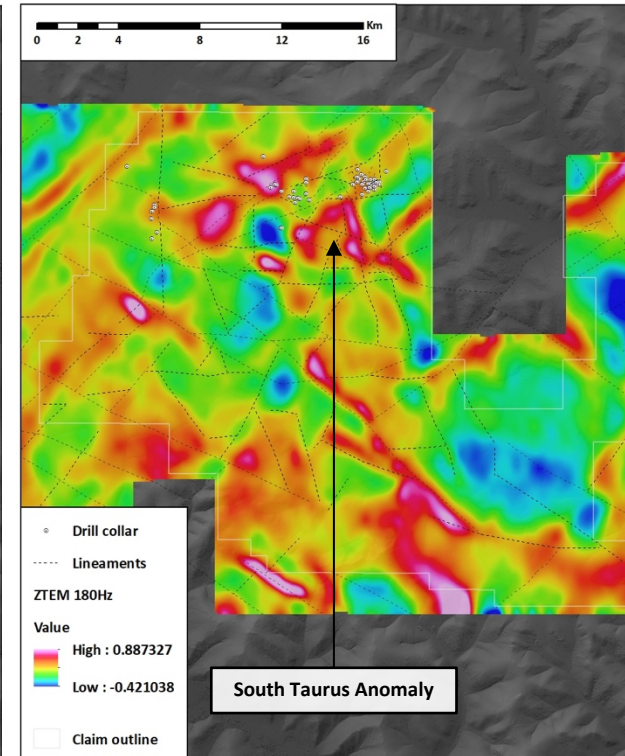 Km
0 2 4 8 12 16
Drill collar
Lineaments
ZTEM 180Hz
Value
High : 0.887327
Low : -0.421038
Claim outline
South Taurus Anomaly